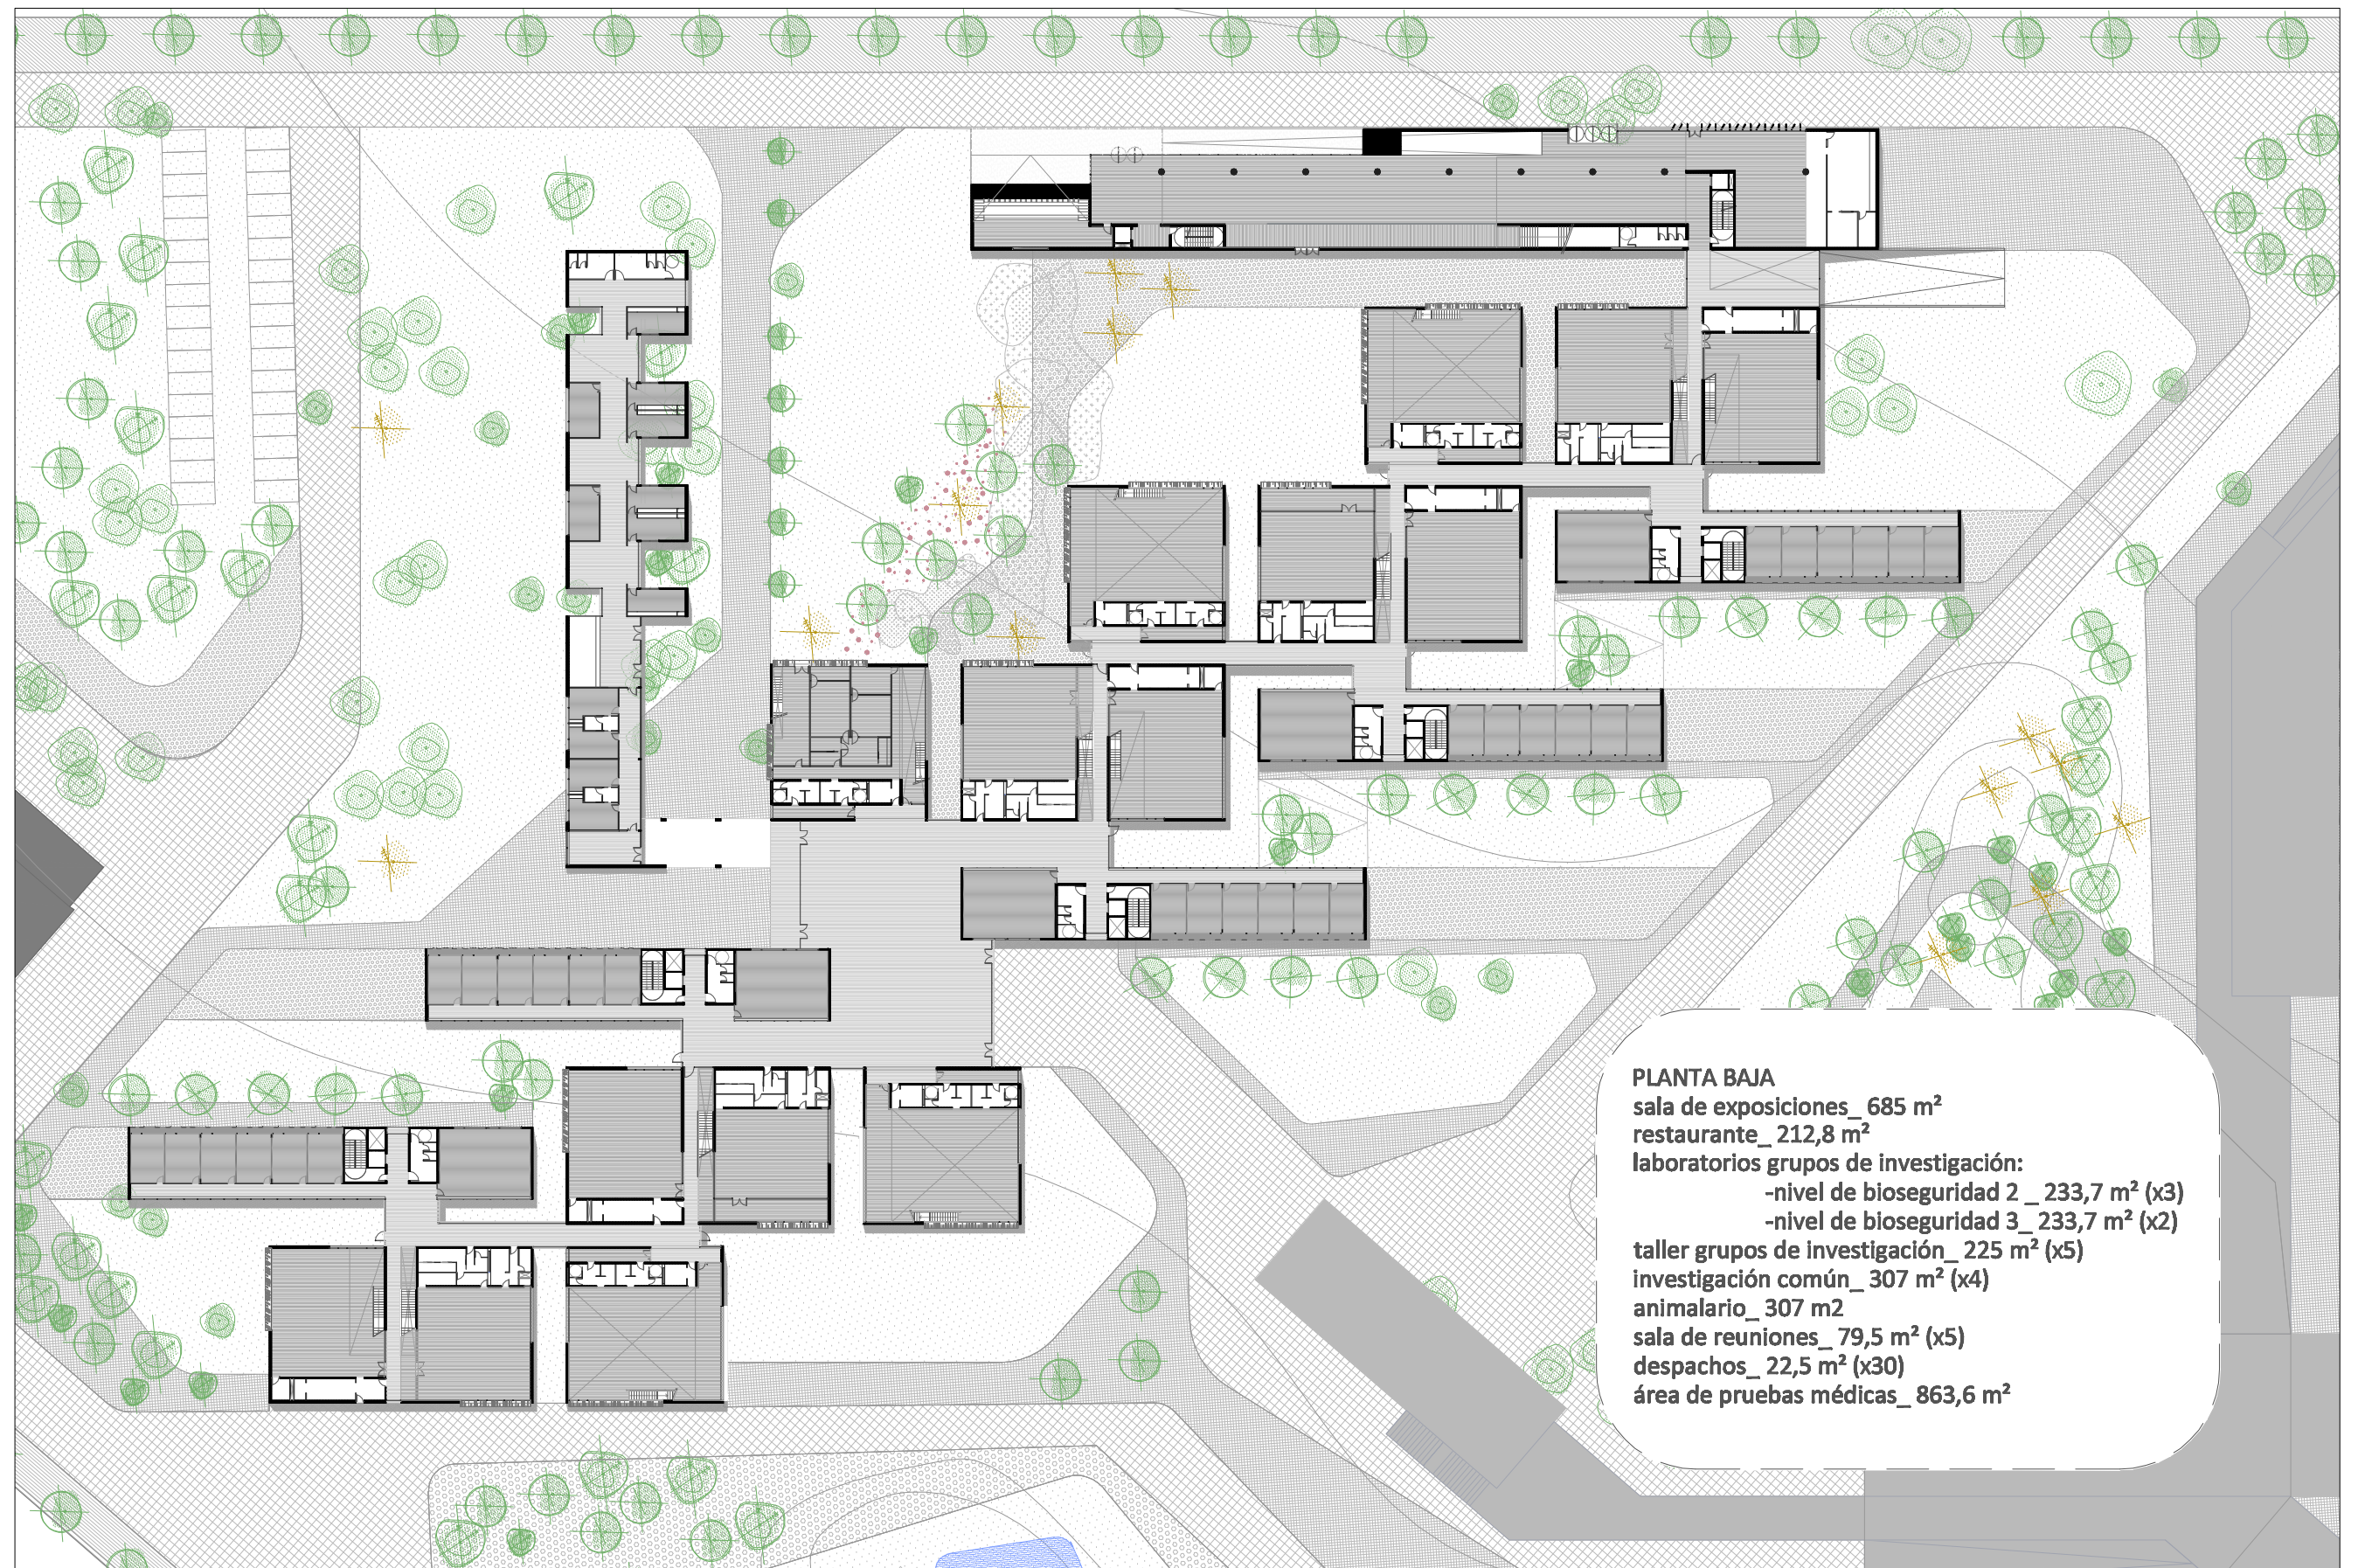 PLANTA BAJA
sala de exposiciones_ 685 m²
restaurante_ 212,8 m²
laboratorios grupos de investigación:
-nivel de bioseguridad 2 _ 233,7 m² (x3)
-nivel de bioseguridad 3_ 233,7 m² (x2)
taller grupos de investigación_ 225 m² (x5)
investigación común_ 307 m² (x4)
animalario_ 307 m2
sala de reuniones_ 79,5 m² (x5)
despachos_ 22,5 m² (x30)
área de pruebas médicas_ 863,6 m²